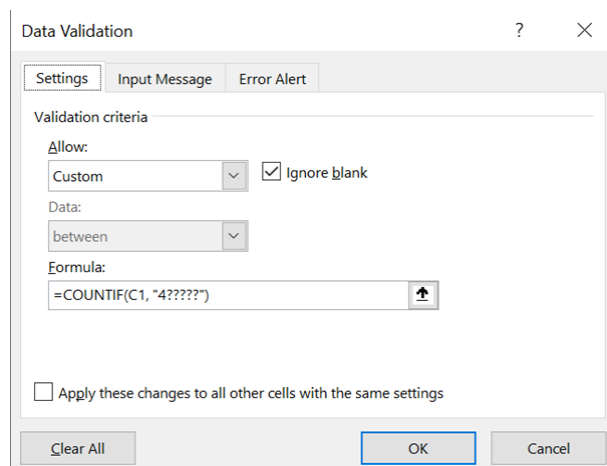 Data Validation ?
Settings Input Message Error Alert
Validation criteria
Allow:
Custom Ignore blank
Data:
between
Formula:
=COUNTIF(C1, "4?????")
Apply these changes to all other cells with the same settings
Clear All OK Cancel